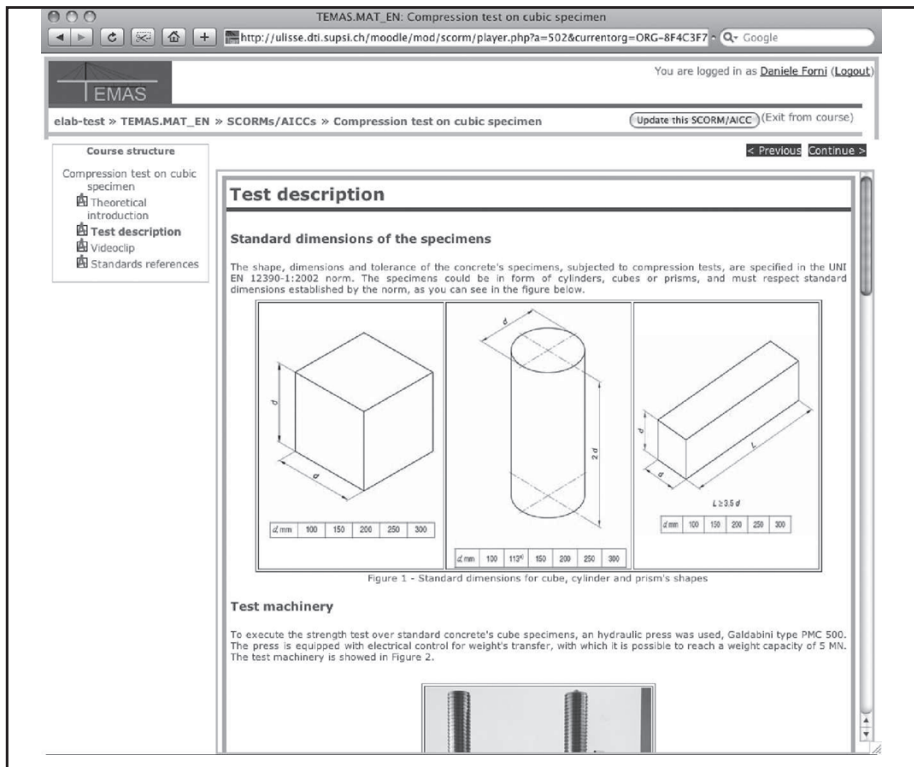 TEMAS.MAT_EN: Compression test on cubic specimen
http://ulisse.dti.supsi.ch/moodle/mod/scorm/player.php?a=502&currentorg=ORG-8F4C3F7
Google
You are logged in as Daniele Forni (Logout)
TEMAS
elab-test » TEMAS.MAT_EN » SCORMs/AICCs » Compression test on cubic specimen
Update this SCORM/AICC
(Exit from course)
< Previous Continue >
Course structure
Compression test on cubic
specimen
Theoretical
introduction
Test description
Videoclip
Standards references
Test description
Standard dimensions of the specimens
The shape, dimensions and tolerance of the concrete's specimens, subjected to compression tests, are specified in the UNI
EN 12390-1:2002 norm. The specimens could be in form of cylinders, cubes or prisms, and must respect standard
dimensions established by the norm, as you can see in the figure below.
d
d
d mm 100 150 200 250 300
d
2 d
d mm 100 113a) 150 200 250 300
d
d
L
L ≥ 3,5 d
d mm 100 150 200 250 300
Figure 1 - Standard dimensions for cube, cylinder and prism's shapes
Test machinery
To execute the strength test over standard concrete's cube specimens, an hydraulic press was used, Galdabini type PMC 500.
The press is equipped with electrical control for weight's transfer, with which it is possible to reach a weight capacity of 5 MN.
The test machinery is showed in Figure 2.